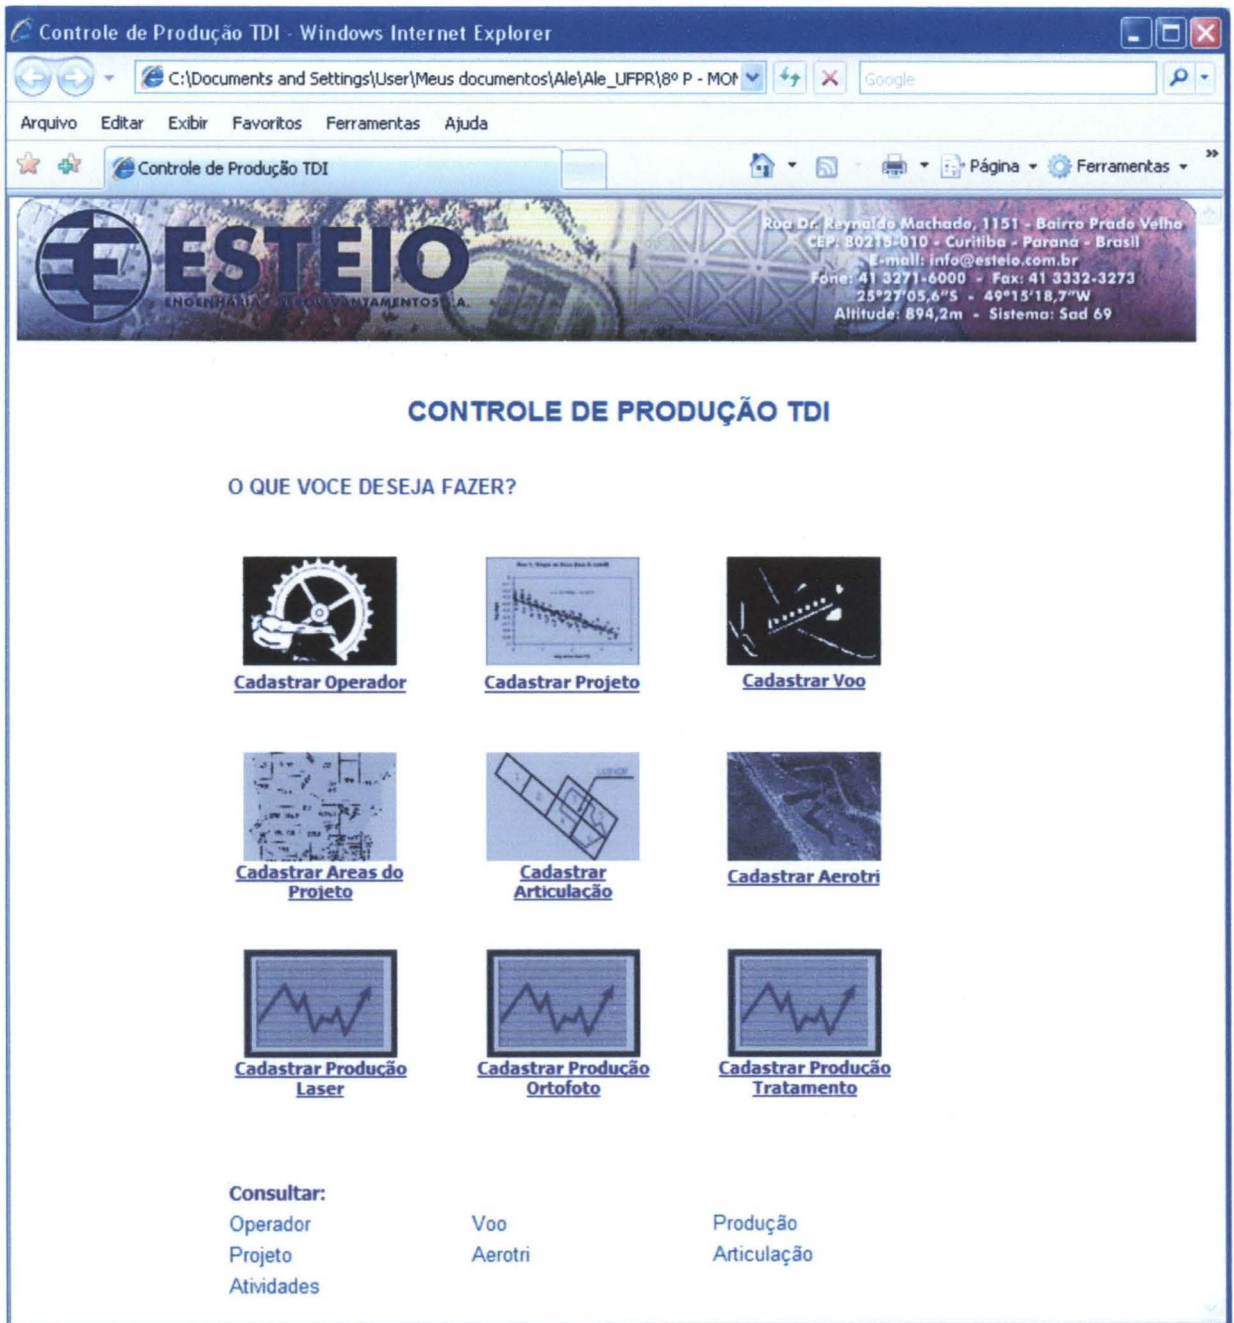 Controle de Produção TDI - Windows Internet Explorer
C:\Documents and Settings\User\Meus documentos\Ale\Ale_UFPR\8º P - MON
Google
Arquivo Editar Exibir Favoritos Ferramentas Ajuda
Controle de Produção TDI
Página Ferramentas »
ESTEIO
ENGENHARIA E AEROLEVANTAMENTOS S.A.
Rua Dr. Reynaldo Machado, 1151 - Bairro Prado Velho
CEP: 80215-010 - Curitiba - Paraná - Brasil
E-mail: info@esteio.com.br
Fone: 41 3271-6000 - Fax: 41 3332-3273
25°27'05,6"S - 49°15'18,7"W
Altitude: 894,2m - Sistema: Sad 69
CONTROLE DE PRODUÇÃO TDI
O QUE VOCE DESEJA FAZER?
Cadastrar Operador
Cadastrar Projeto
Cadastrar Voo
Cadastrar Areas do
Projeto
Cadastrar
Articulação
Cadastrar Aerotri
Cadastrar Produção
Laser
Cadastrar Produção
Ortofoto
Cadastrar Produção
Tratamento
Consultar:
Operador Voo Produção
Projeto Aerotri Articulação
Atividades